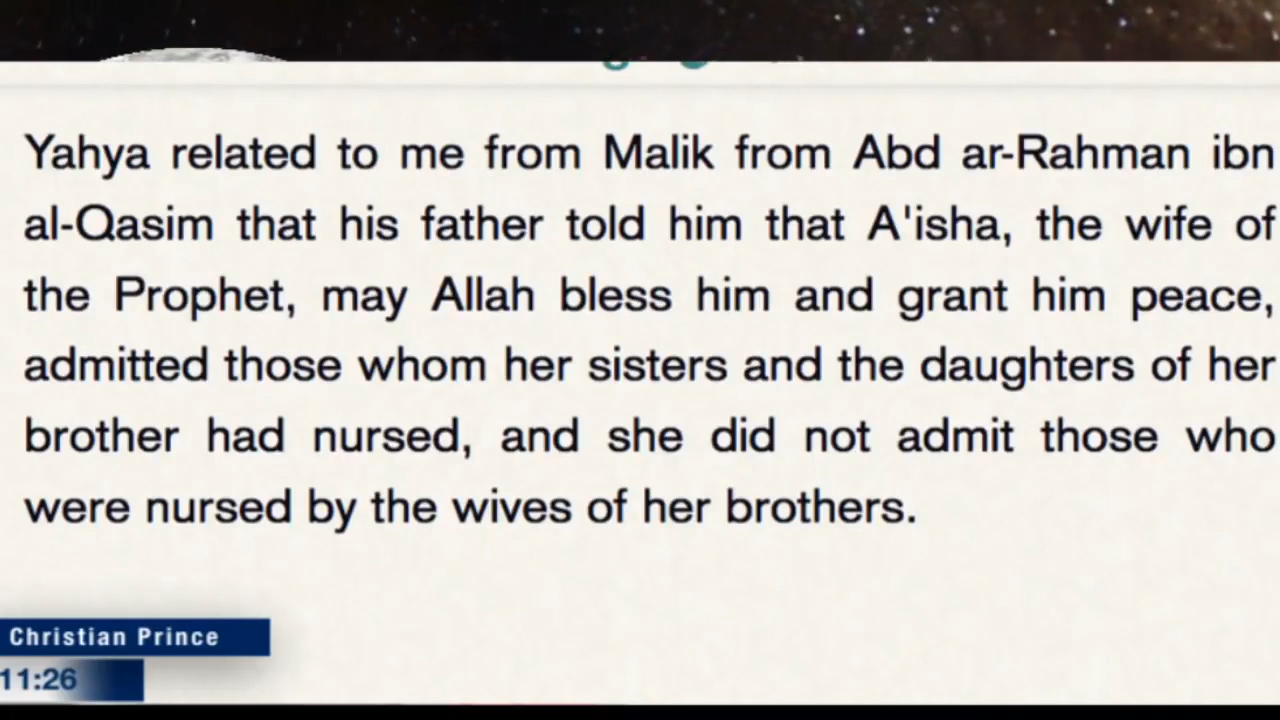 Yahya related to me from Malik from Abd ar-Rahman ibn
al-Qasim that his father told him that A'isha, the wife of
the Prophet, may Allah bless him and grant him peace,
admitted those whom her sisters and the daughters of her
brother had nursed, and she did not admit those who
were nursed by the wives of her brothers.
Christian Prince
11:26